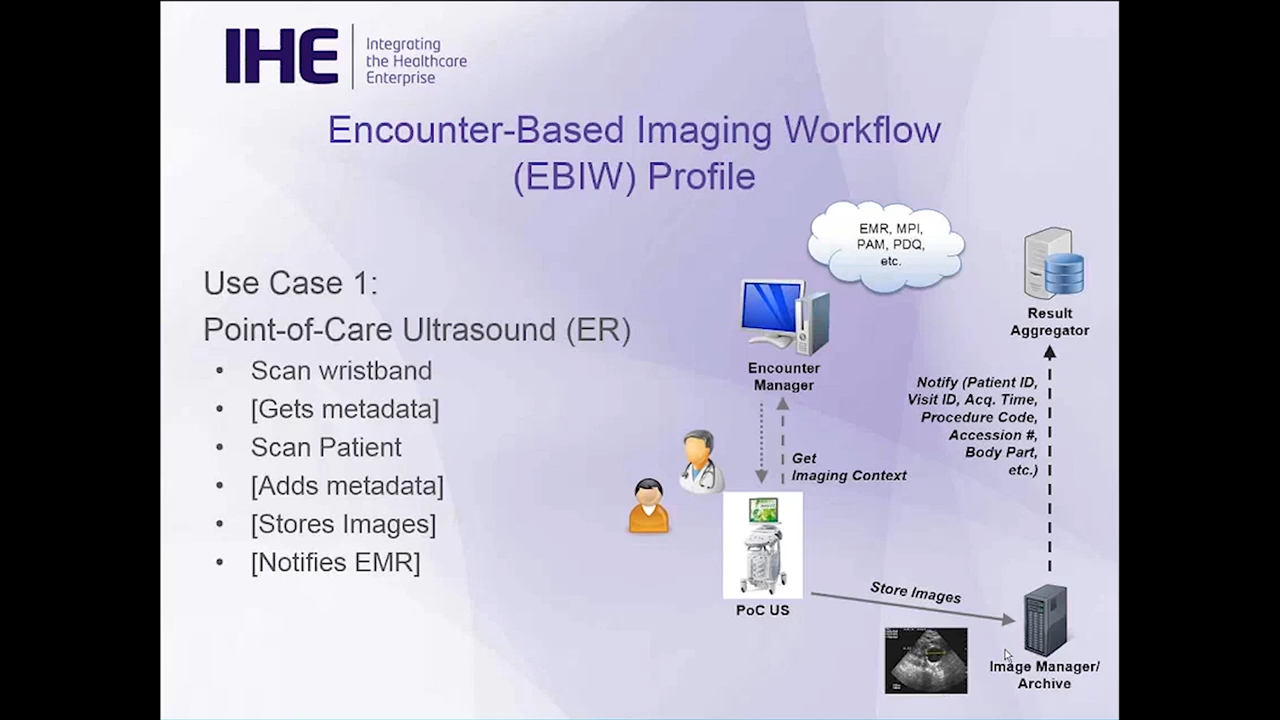 IHE
Integrating
the Healthcare
Enterprise
Encounter-Based Imaging Workflow
(EBIW) Profile
Use Case 1:
Point-of-Care Ultrasound (ER)
• Scan wristband
• [Gets metadata]
• Scan Patient
• [Adds metadata]
• [Stores Images]
• [Notifies EMR]
EMR, MPI,
PAM, PDQ,
etc.
Encounter
Manager
Result
Aggregator
Notify (Patient ID,
Visit ID, Acq. Time,
Procedure Code,
Accession #,
Body Part,
etc.)
Get
Imaging Context
PoC US
Store Images
Image Manager/
Archive